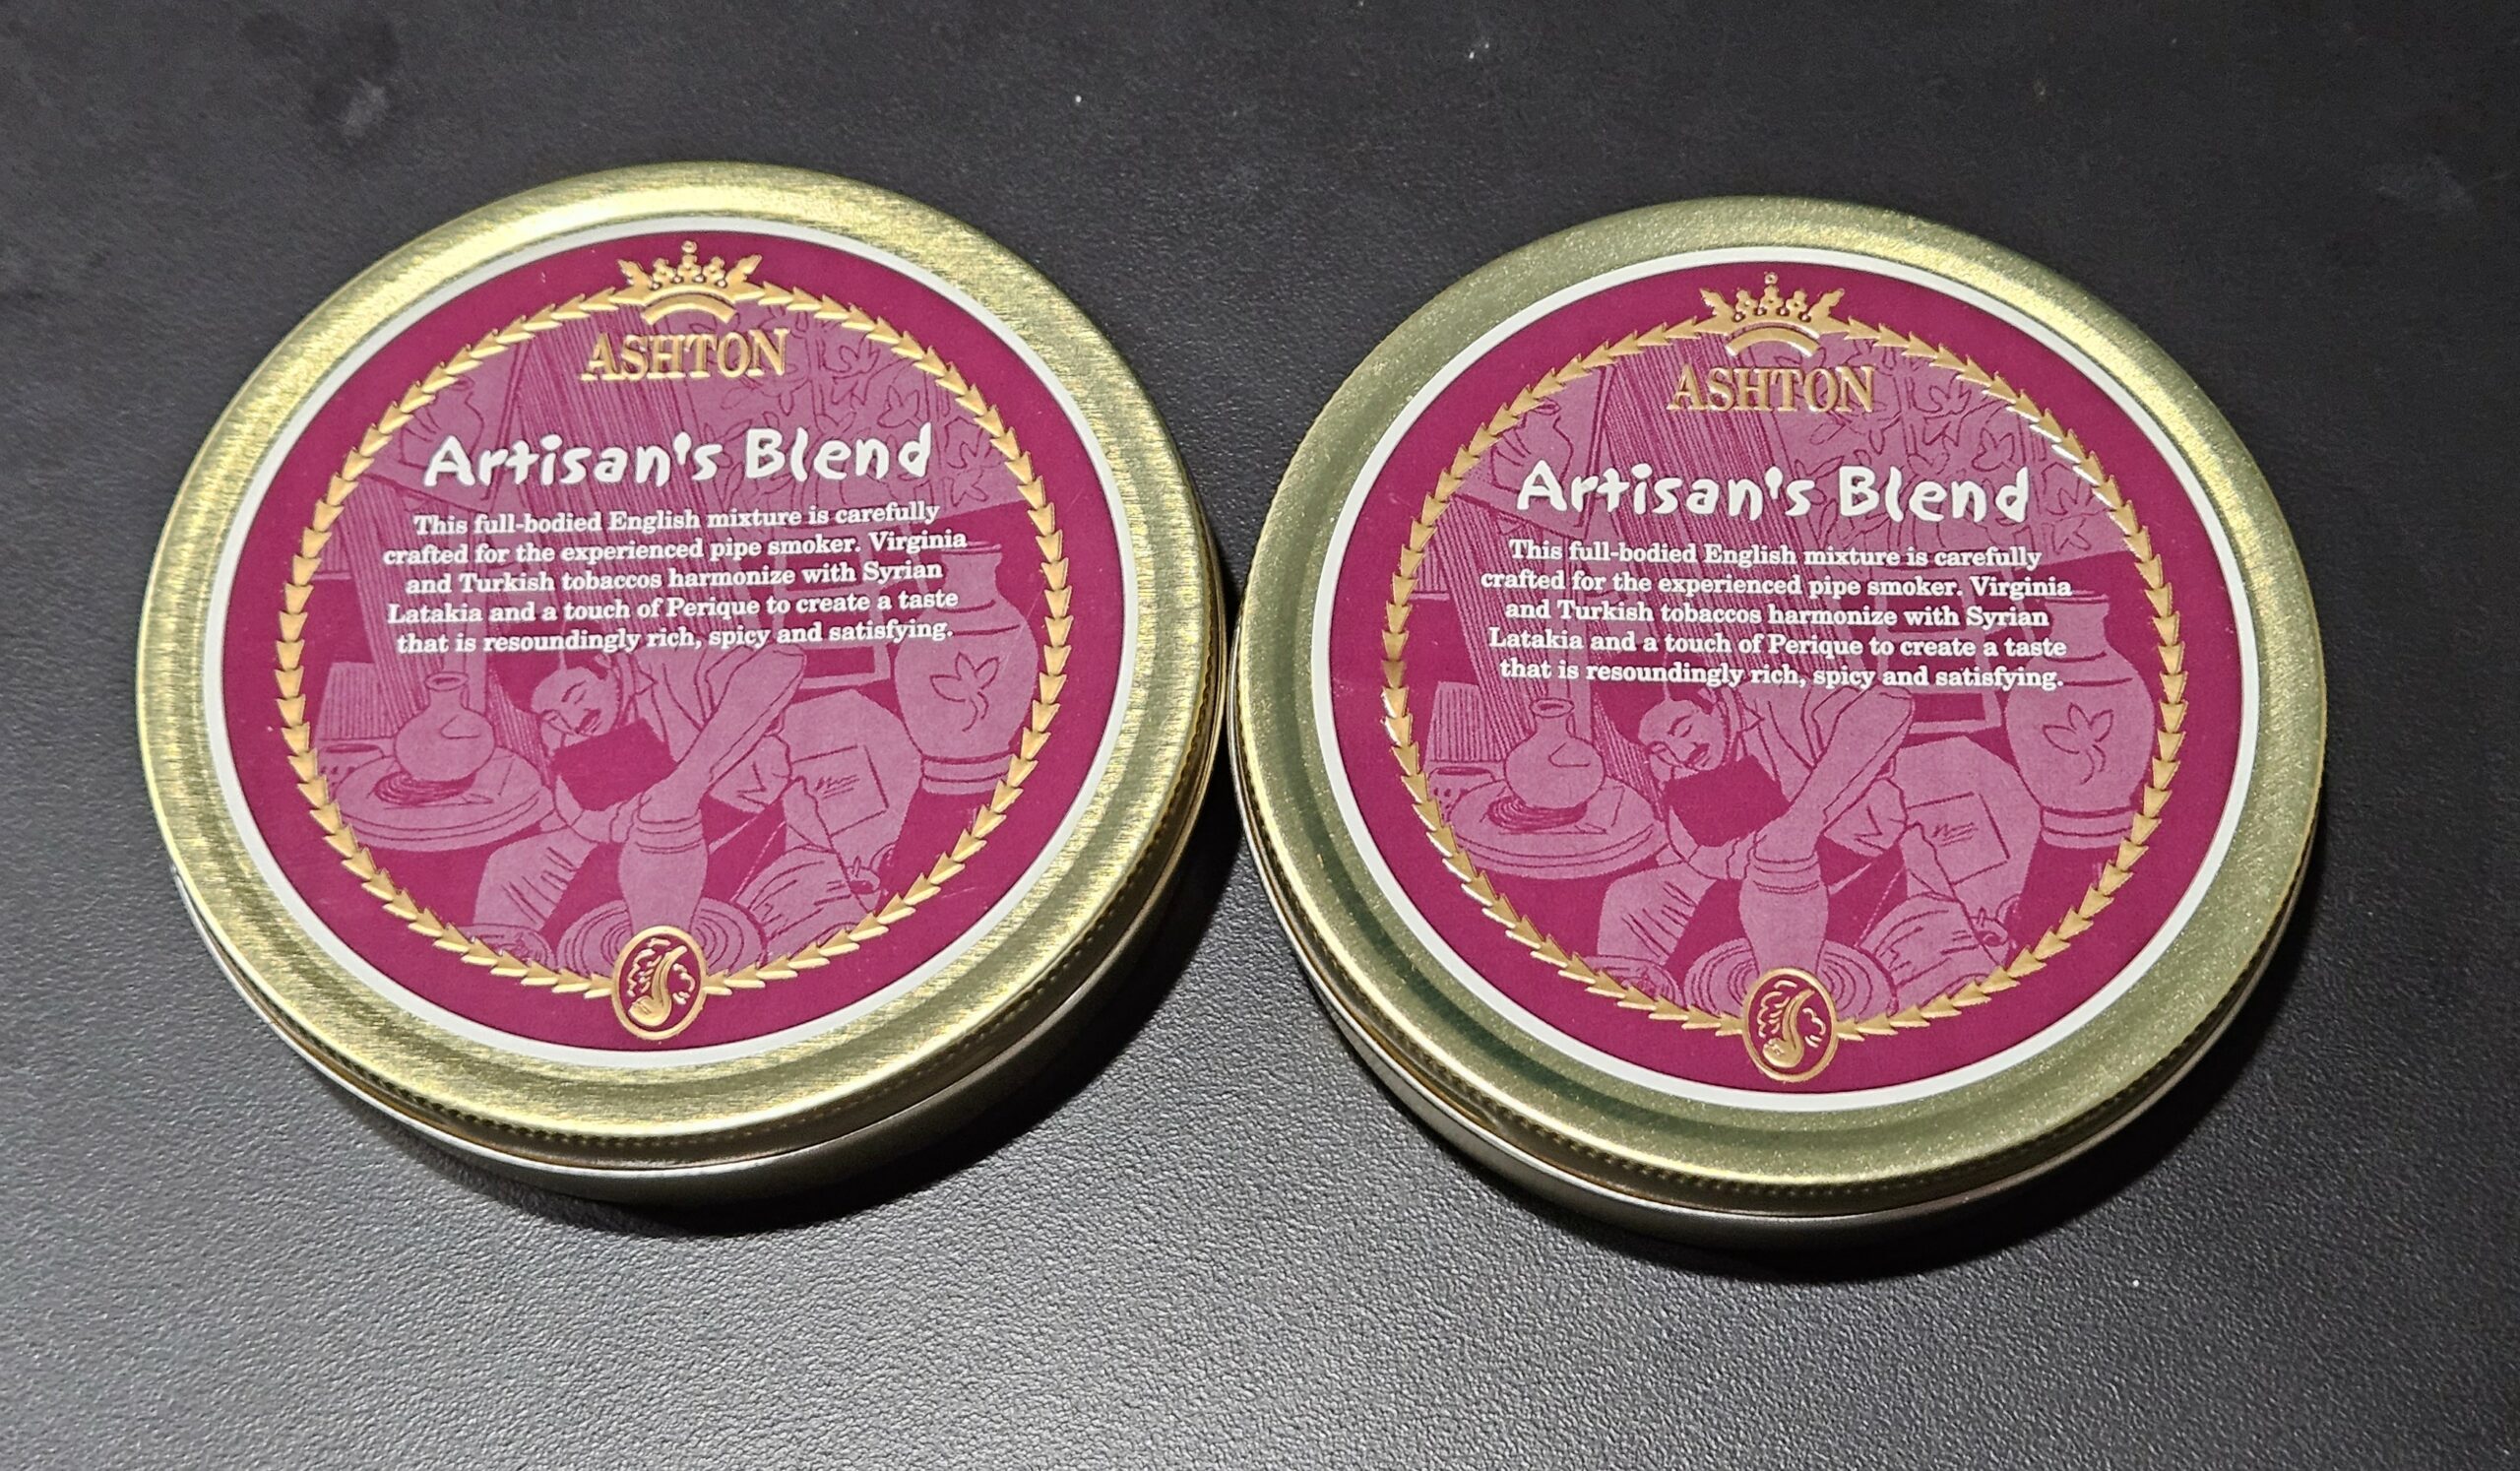 ASHTON
Artisan's Blend
This full-bodied English mixture is carefully
crafted for the experienced pipe smoker. Virginia
and Turkish tobaccos harmonize with Syrian
Latakia and a touch of Perique to create a taste
that is resoundingly rich, spicy and satisfying.
ASHTON
Artisan's Blend
This full-bodied English mixture is carefully
crafted for the experienced pipe smoker. Virginia
and Turkish tobaccos harmonize with Syrian
Latakia and a touch of Perique to create a taste
that is resoundingly rich, spicy and satisfying.